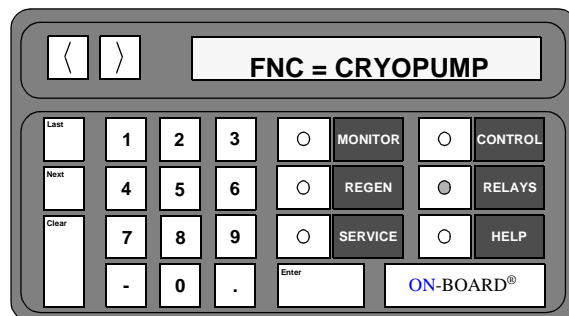 〈 〉 FNC = CRYOPUMP
Last 1 2 3 MONITOR CONTROL
Next 4 5 6 REGEN RELAYS
Clear 7 8 9 SERVICE HELP
- 0 . Enter ON-BOARD®